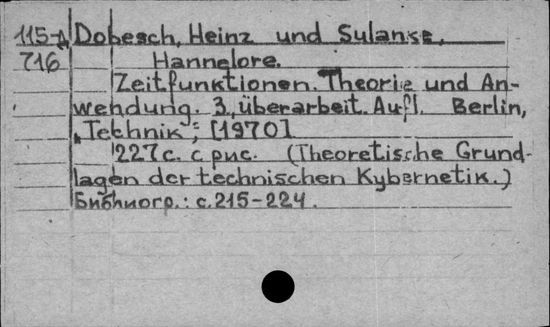 115-Д Dobesch, Heinz und Sulanke,
716 Hannelore.
Zeitfunktionen. Theorie und An-
wendung. 3, überarbeit. Aufl. Berlin,
„Technik", [1970]
227 с. с рис. (Theoretische Grund-
lagen der technischen Kybernetik.)
Библиогр.: с. 215-224.